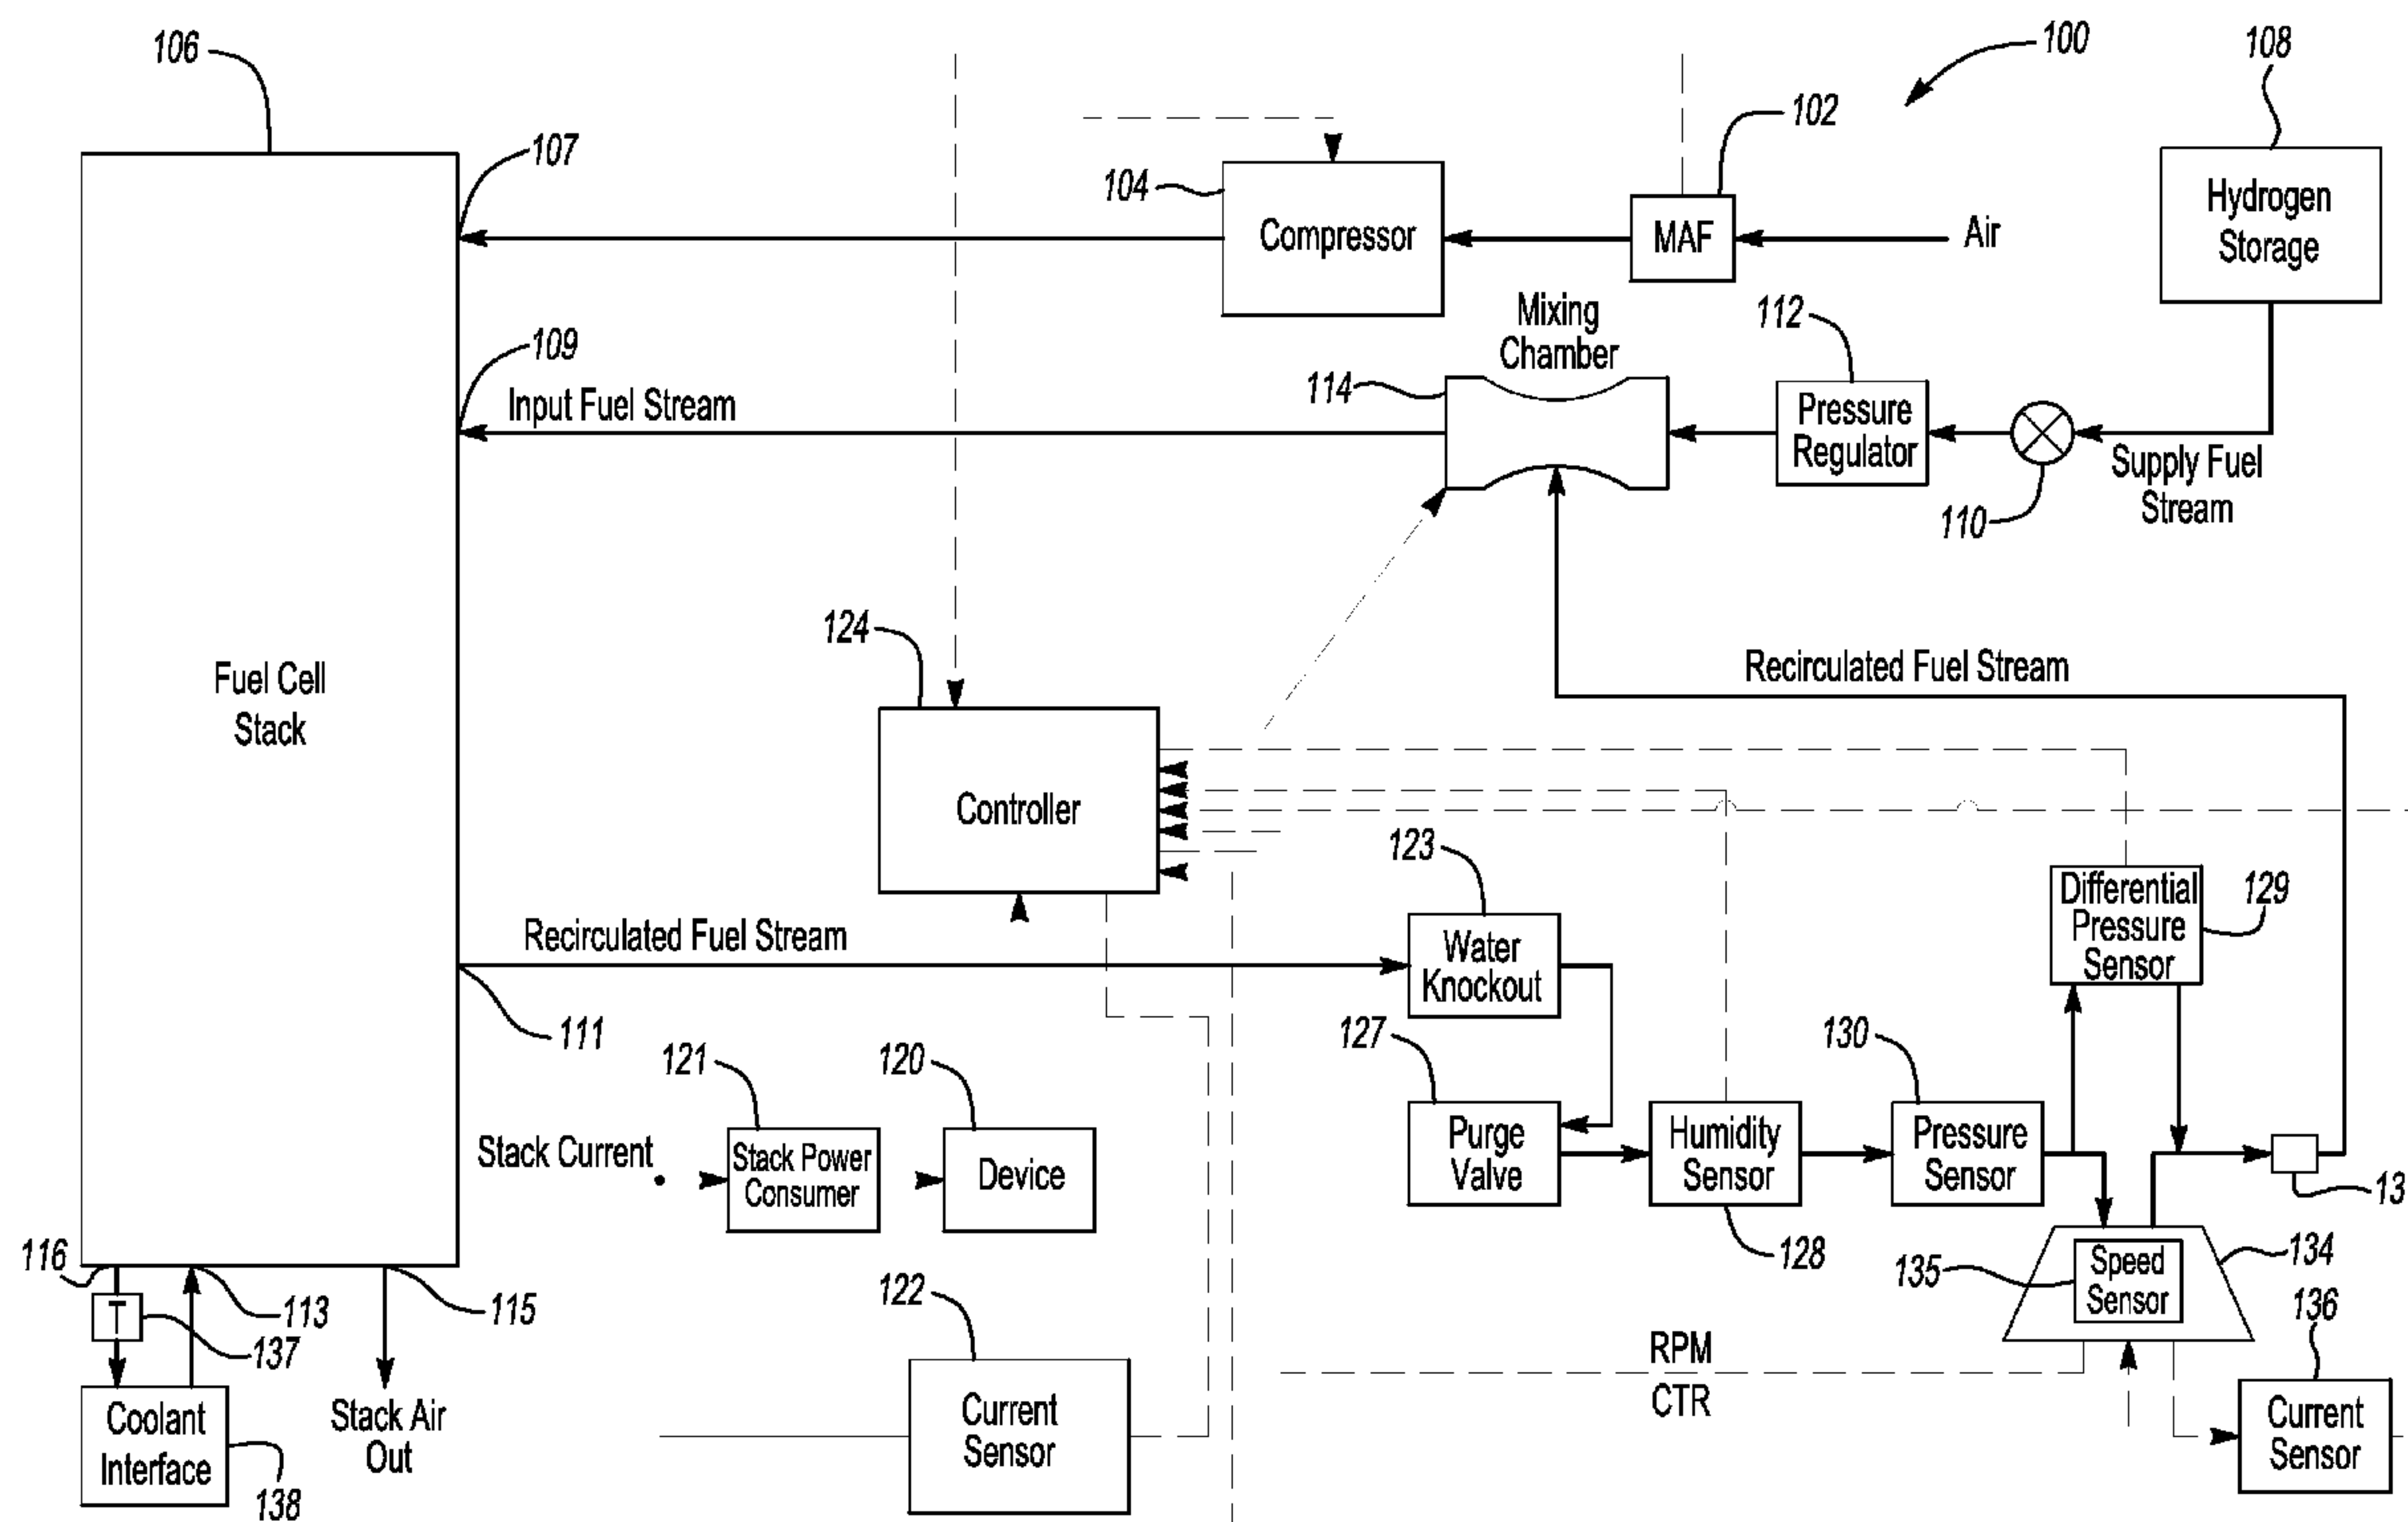 106
100
108
107
102
104
Compressor
MAF
Air
Hydrogen
Storage
Mixing
Chamber
112
109
114
Input Fuel Stream
Pressure
Regulator
Supply Fuel
Stream
110
124
Fuel Cell
Stack
Recirculated Fuel Stream
Controller
123
Differential
Pressure
Sensor
129
Recirculated Fuel Stream
Water
Knockout
111
121
120
127
130
Stack Current
Stack Power
Consumer
Device
Purge
Valve
Humidity
Sensor
Pressure
Sensor
13
116
T
113
115
137
122
128
135
Speed
Sensor
134
136
RPM
CTR
Coolant
Interface
138
Stack Air
Out
Current
Sensor
Current
Sensor